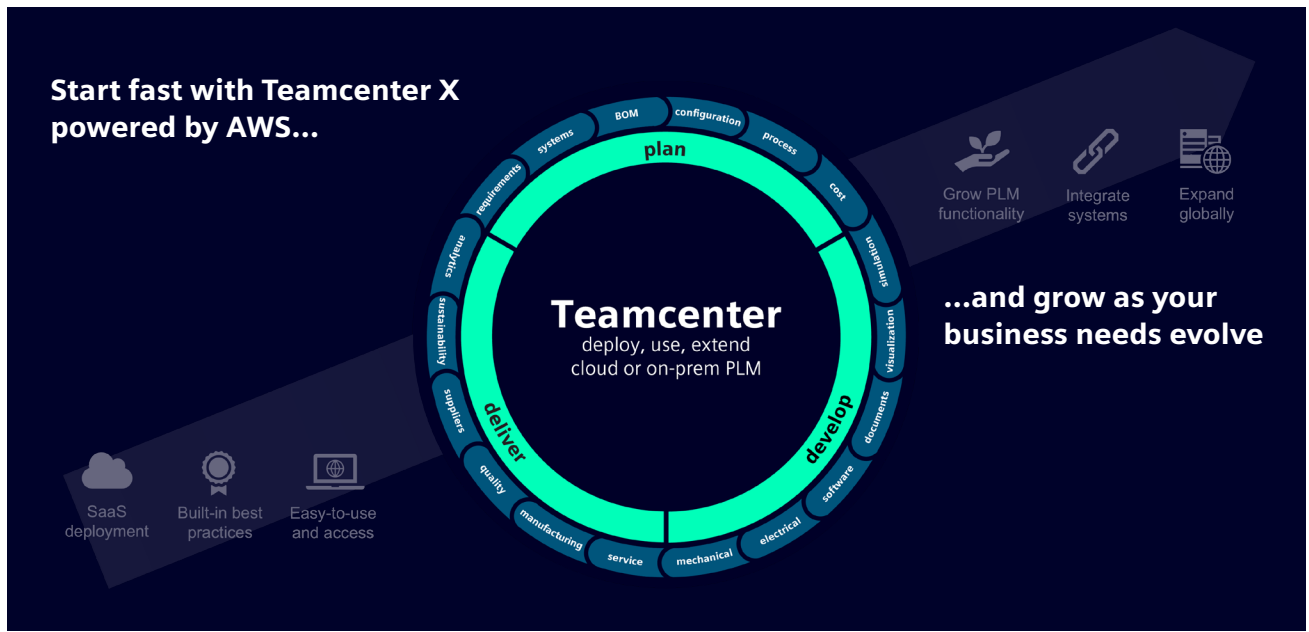 Start fast with Teamcenter X
powered by AWS...
SaaS
deployment
Built-in best
practices
Easy-to-use
and access
plan
develop
deliver
BOM
configuration
process
cost
simulation
visualization
documents
software
electrical
mechanical
service
manufacturing
quality
suppliers
sustainability
analytics
requirements
systems
Teamcenter
deploy, use, extend
cloud or on-prem PLM
Grow PLM
functionality
Integrate
systems
Expand
globally
...and grow as your
business needs evolve